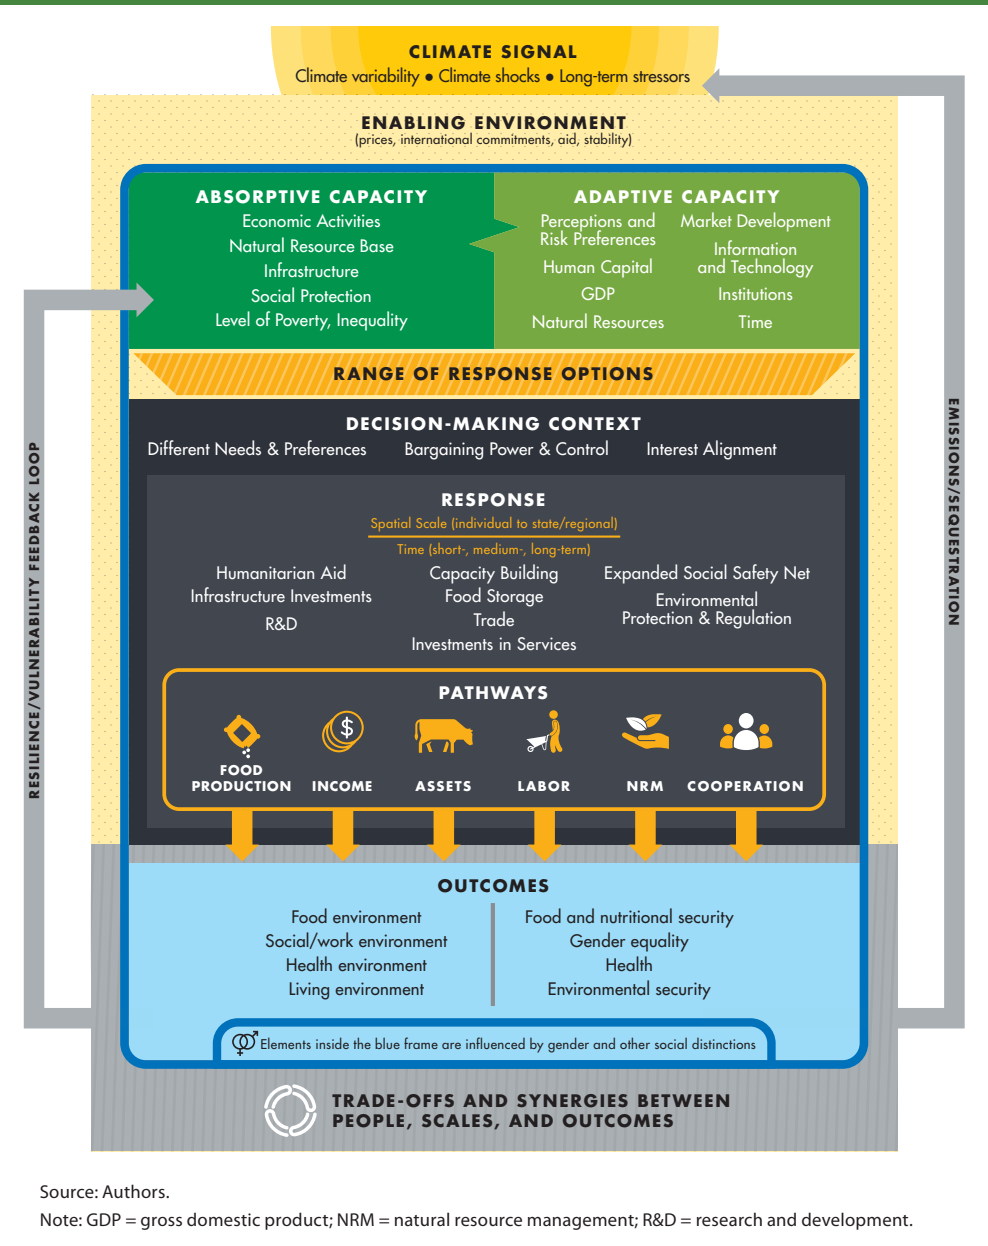 CLIMATE SIGNAL
Climate variability ● Climate shocks ● Long-term stressors
ENABLING ENVIRONMENT
(prices, international commitments, aid, stability)
ABSORPTIVE CAPACITY
Economic Activities
Natural Resource Base
Infrastructure
Social Protection
Level of Poverty, Inequality
ADAPTIVE CAPACITY
Perceptions and
Risk Preferences
Human Capital
GDP
Natural Resources
Market Development
Information
and Technology
Institutions
Time
RANGE OF RESPONSE OPTIONS
DECISION-MAKING CONTEXT
Different Needs & Preferences
Bargaining Power & Control
Interest Alignment
RESPONSE
Spatial Scale (individual to state/regional)
Time (short-, medium-, long-term)
Humanitarian Aid
Infrastructure Investments
R&D
Capacity Building
Food Storage
Trade
Investments in Services
Expanded Social Safety Net
Environmental
Protection & Regulation
PATHWAYS
$
FOOD
PRODUCTION
INCOME
ASSETS
LABOR
NRM
COOPERATION
OUTCOMES
Food environment
Social/work environment
Health environment
Living environment
Food and nutritional security
Gender equality
Health
Environmental security
Elements inside the blue frame are influenced by gender and other social distinctions
TRADE-OFFS AND SYNERGIES BETWEEN
PEOPLE, SCALES, AND OUTCOMES
RESILIENCE/VULNERABILITY FEEDBACK LOOP
EMISSIONS/SEQUESTRATION
Source: Authors.
Note: GDP = gross domestic product; NRM = natural resource management; R&D = research and development.